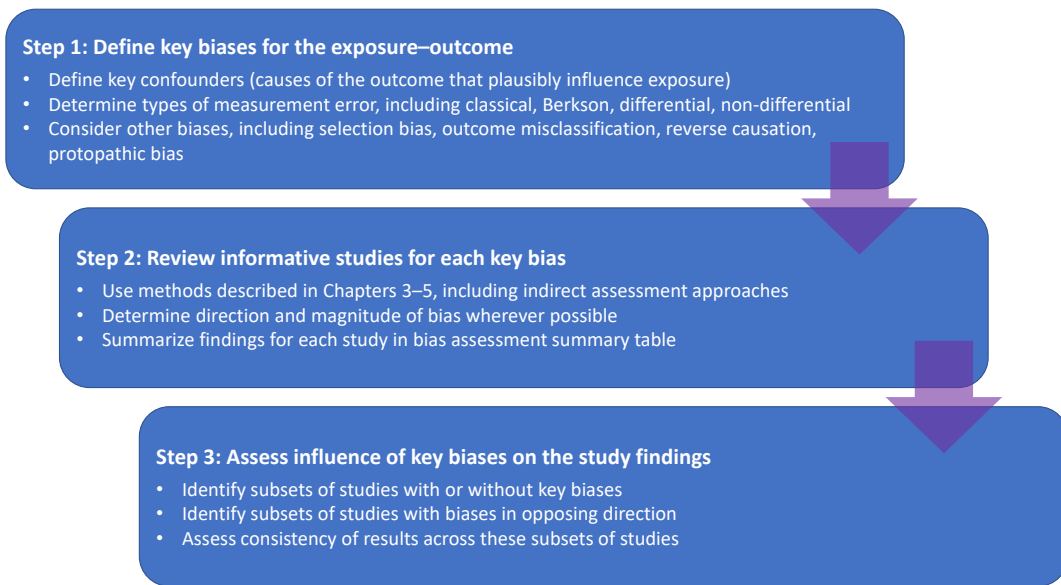 Step 1: Define key biases for the exposure–outcome
• Define key confounders (causes of the outcome that plausibly influence exposure)
• Determine types of measurement error, including classical, Berkson, differential, non-differential
• Consider other biases, including selection bias, outcome misclassification, reverse causation,
protopathic bias
Step 2: Review informative studies for each key bias
• Use methods described in Chapters 3–5, including indirect assessment approaches
• Determine direction and magnitude of bias wherever possible
• Summarize findings for each study in bias assessment summary table
Step 3: Assess influence of key biases on the study findings
• Identify subsets of studies with or without key biases
• Identify subsets of studies with biases in opposing direction
• Assess consistency of results across these subsets of studies